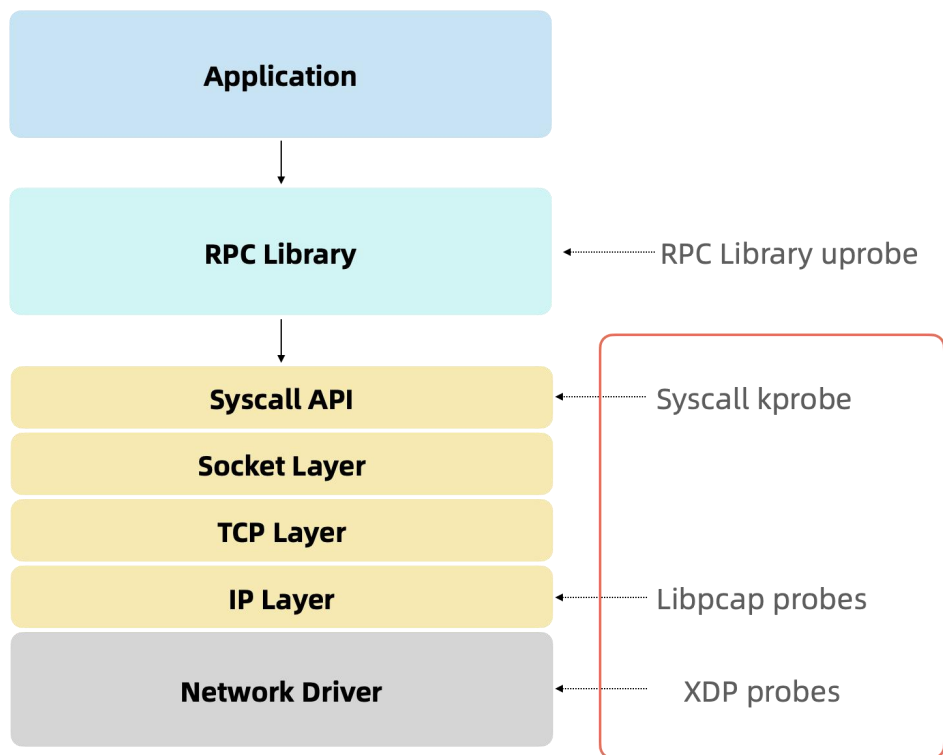 Application
RPC Library
RPC Library uprobe
Syscall API
Syscall kprobe
Socket Layer
TCP Layer
IP Layer
Libpcap probes
Network Driver
XDP probes